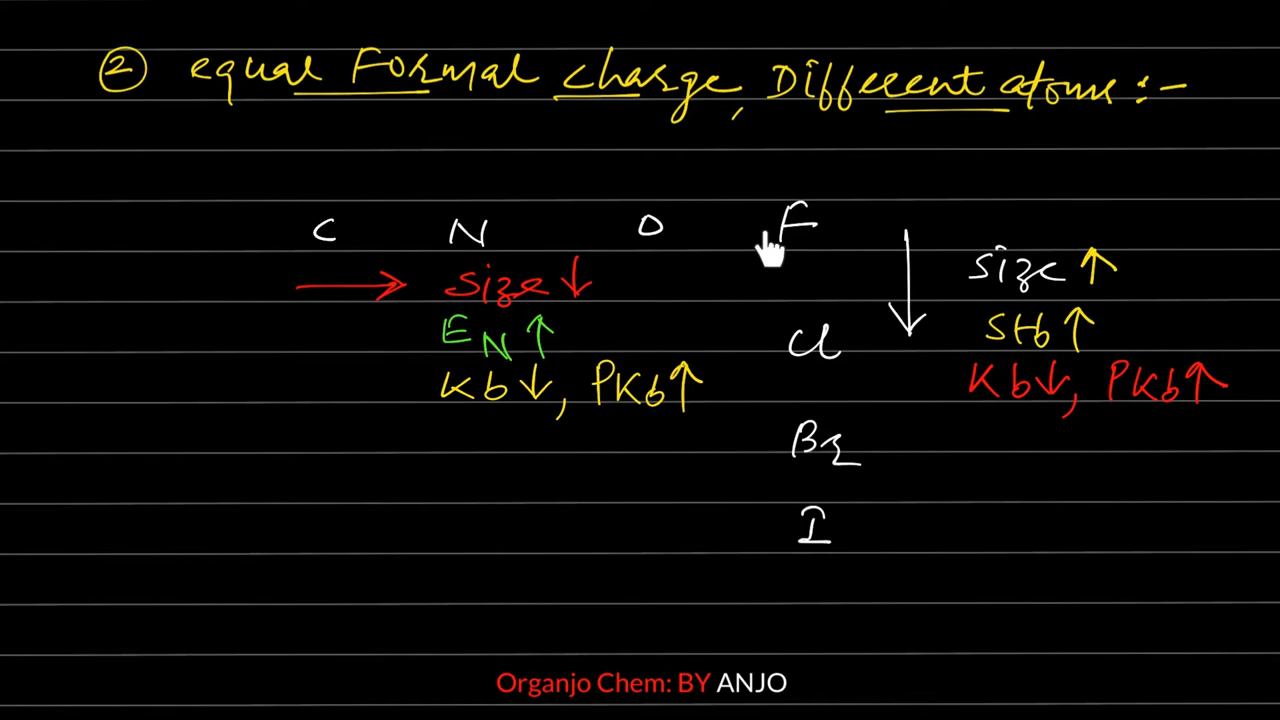 ② equal Formal charge, Different atoms :-
C N O F
→ Size ↓
EN ↑
Kb ↓, PKb ↑
Size ↑
Stb ↑
Kb ↓, PKb ↑
Cl
Br
I
Organjo Chem: BY ANJO